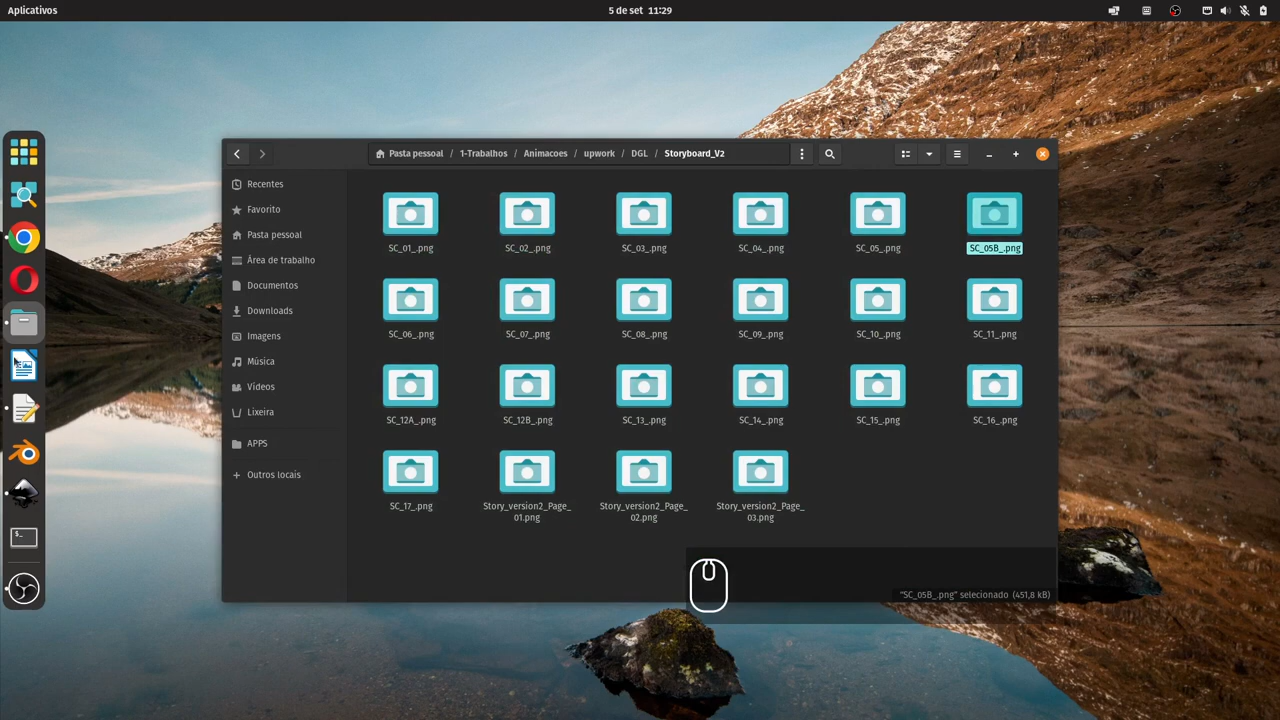 Aplicativos
5 de set 11:29
Pasta pessoal / 1-Trabalhos / Animacoes / upwork / DGL / Storyboard_V2
Recentes
Favorito
Pasta pessoal
Área de trabalho
Documentos
Downloads
Imagens
Música
Vídeos
Lixeira
APPS
Outros locais
SC_01_.png
SC_02_.png
SC_03_.png
SC_04_.png
SC_05_.png
SC_05B_.png
SC_06_.png
SC_07_.png
SC_08_.png
SC_09_.png
SC_10_.png
SC_11_.png
SC_12A_.png
SC_12B_.png
SC_13_.png
SC_14_.png
SC_15_.png
SC_16_.png
SC_17_.png
Story_version2_Page_
01.png
Story_version2_Page_
02.png
Story_version2_Page_
03.png
"SC_05B_.png" selecionado (451,8 kB)